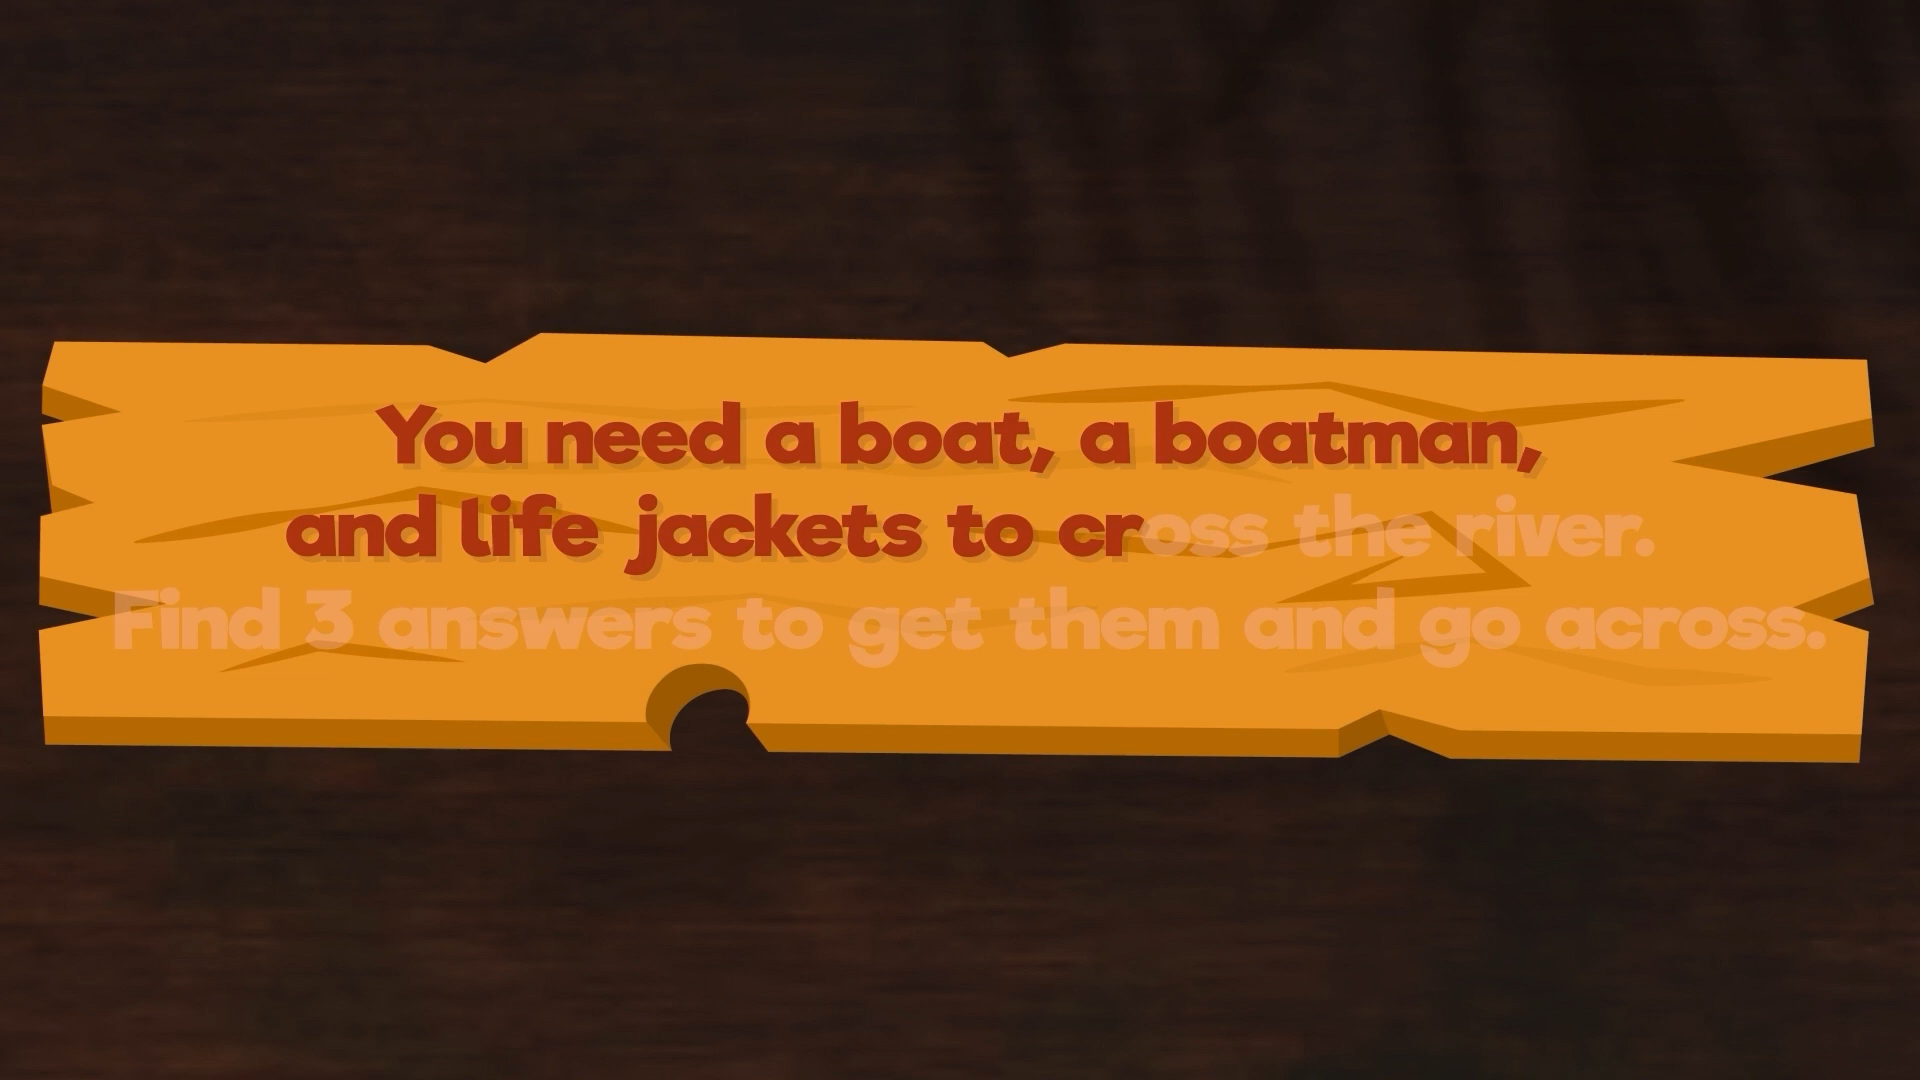 You need a boat, a boatman,
and life jackets to cross the river.
Find 3 answers to get them and go across.